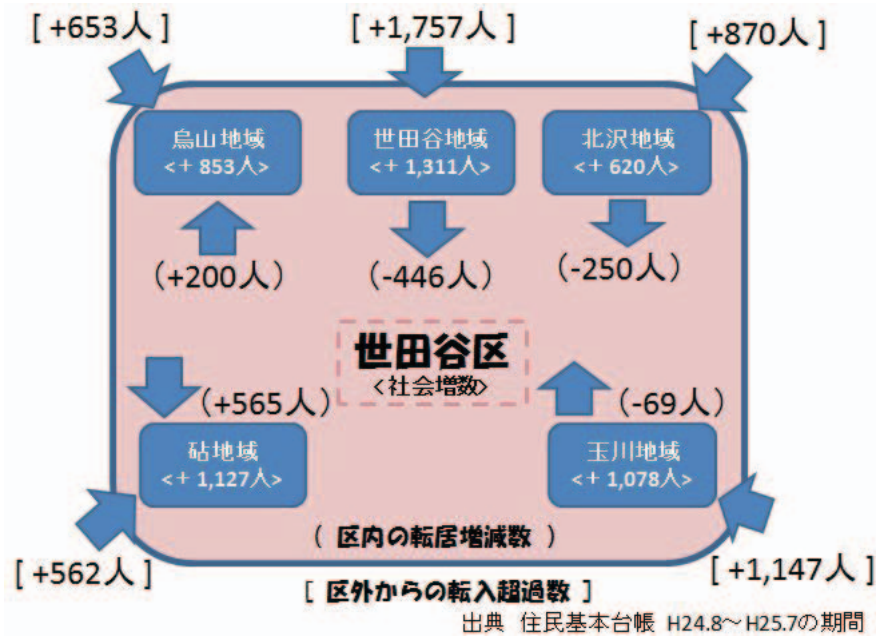 [ +653人 ]
[ +1,757人 ]
[ +870人 ]
烏山地域
<+ 853人>
世田谷地域
<+ 1,311人>
北沢地域
<+ 620人>
(+200人)
(-446人)
(-250人)
世田谷区
<社会増数>
(+565人)
(-69人)
砧地域
<+ 1,127人>
玉川地域
<+ 1,078人>
( 区内の転居増減数 )
[ +562人 ]
[ +1,147人 ]
[ 区外からの転入超過数 ]
出典 住民基本台帳 H24.8~H25.7の期間